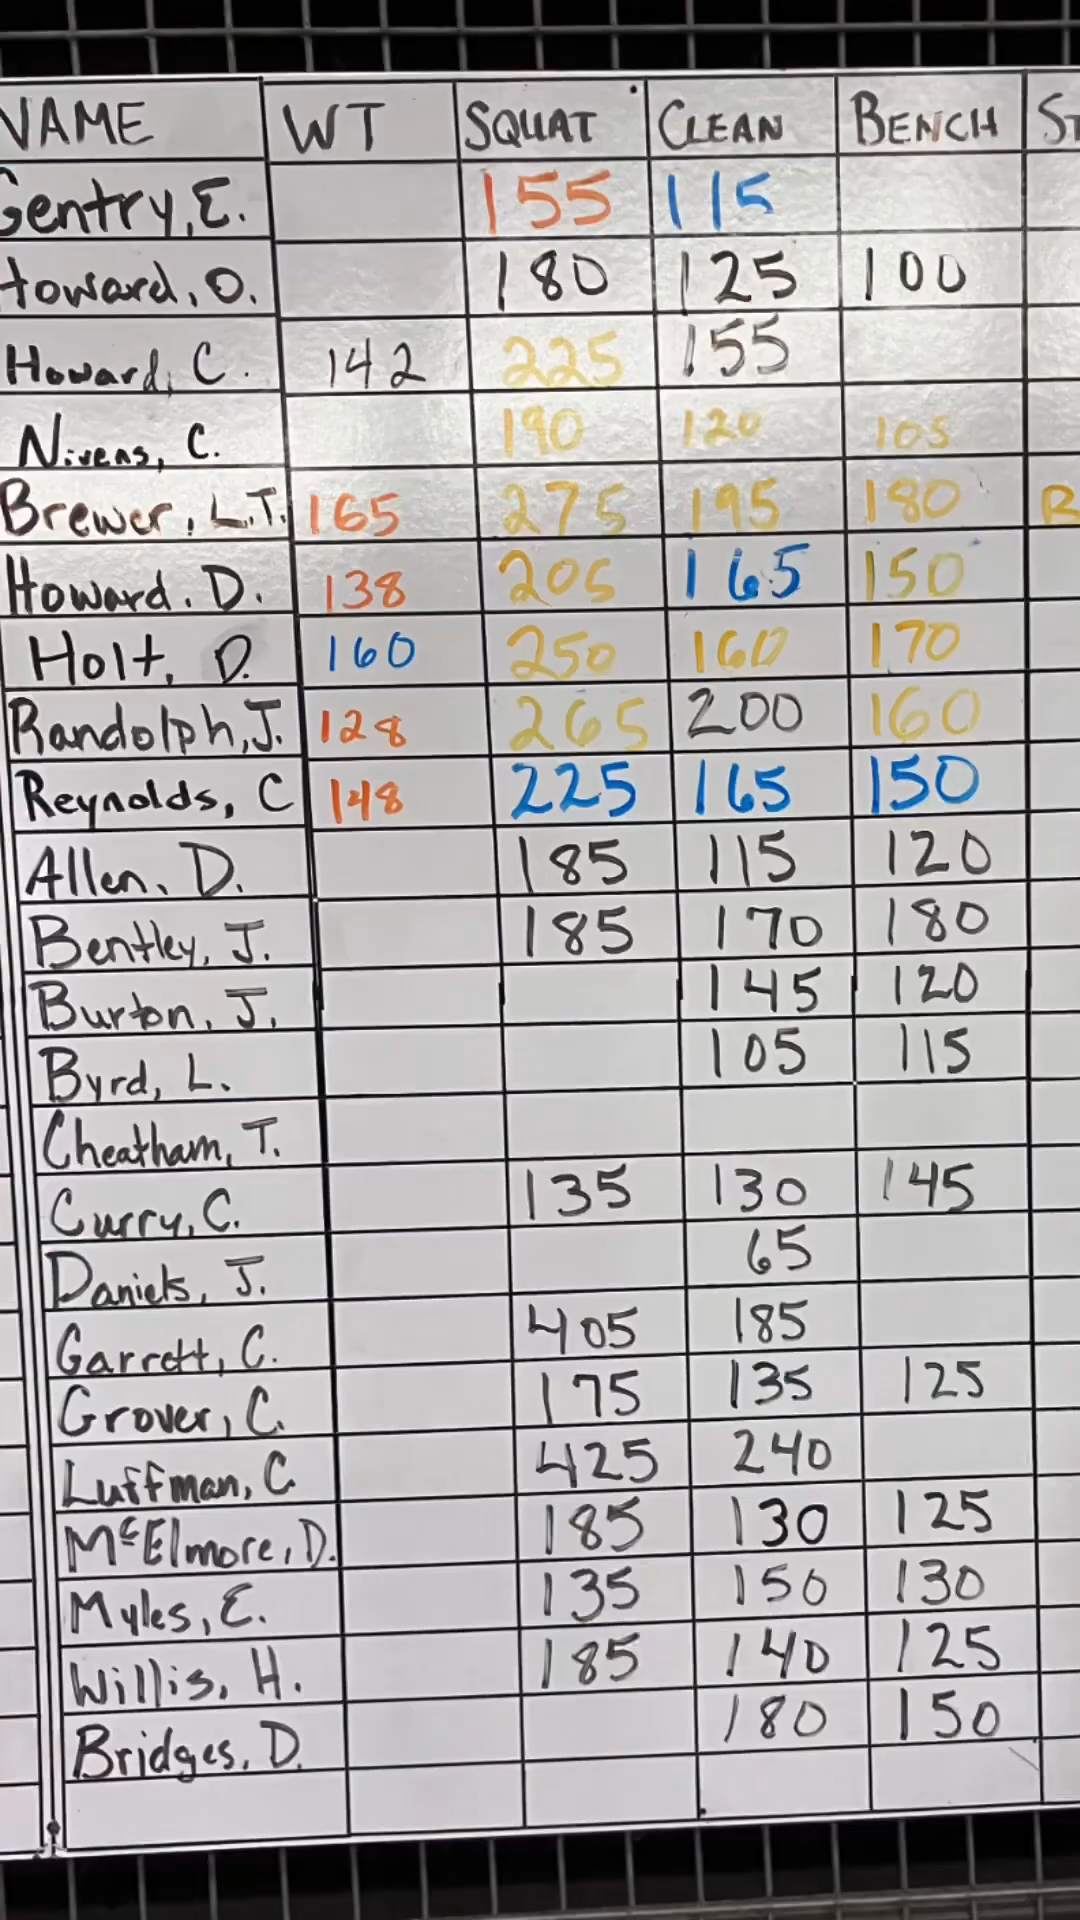 NAME WT SQUAT CLEAN BENCH ST
Gentry, E. 155 115
Howard, O. 180 125 100
Howard, C. 142 225 155
Nivens, C. 190 120 105
Brewer, L.T. 165 275 195 180 B
Howard. D. 138 205 165 150
Holt, D. 160 250 160 170
Randolph, J. 128 265 200 160
Reynolds, C 148 225 165 150
Allen, D. 185 115 120
Bentley, J. 185 170 180
Burton, J. 145 120
Byrd, L. 105 115
Cheatham, T.
Curry, C. 135 130 145
Daniels, J. 65
Garrett, C. 405 185
Grover, C. 175 135 125
Luffman, C 425 240
McElmore, D. 185 130 125
Myles, E. 135 150 130
Willis, H. 185 140 125
Bridges, D. 180 150